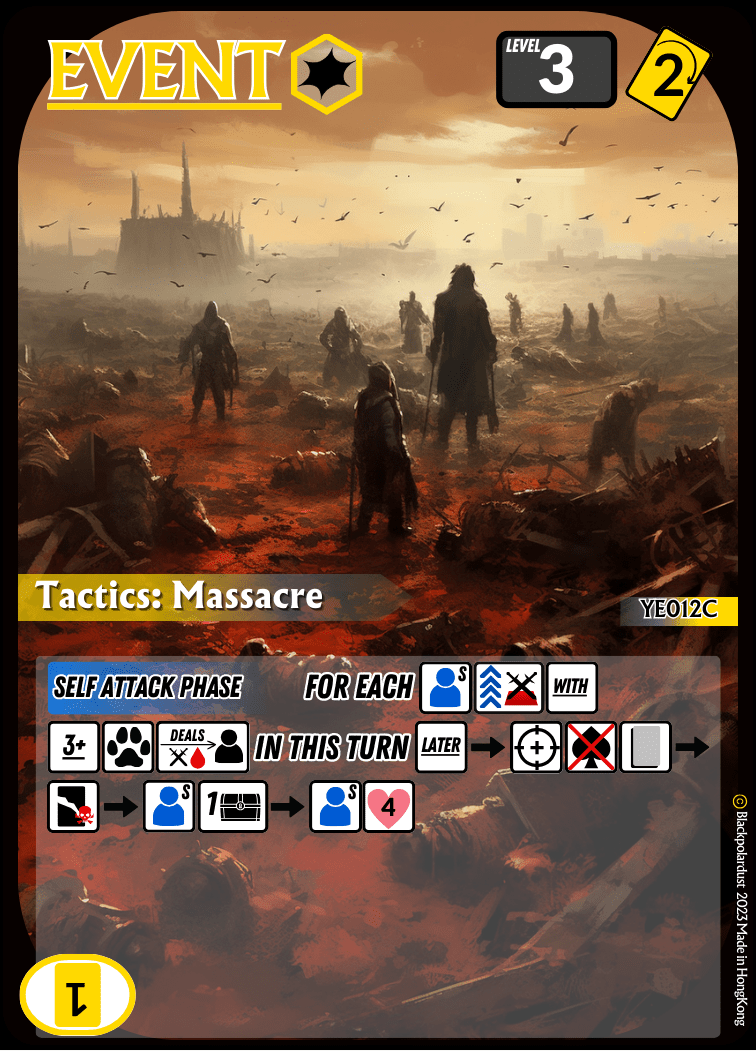 EVENT
LEVEL 3
2
Tactics: Massacre
YE012C
SELF ATTACK PHASE FOR EACH S WITH
3+ DEALS IN THIS TURN LATER
S 1 S 4
1
© Blackpolardust 2023 Made in HongKong